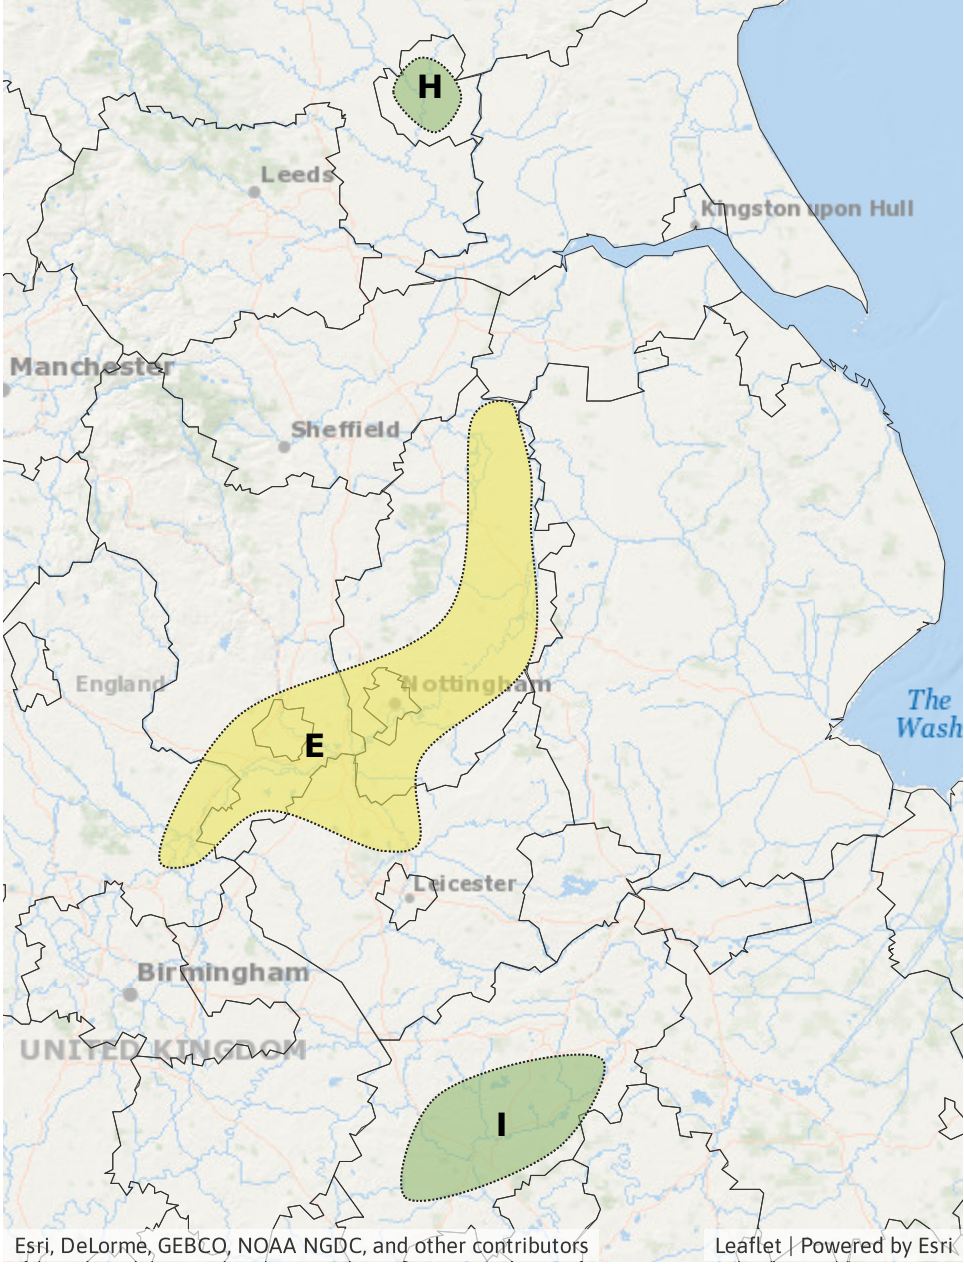 H
Leeds
Kingston upon Hull
Manchester
Sheffield
England
Nottingham
The
Wash
E
Leicester
Birmingham
UNITED KINGDOM
I
Esri, DeLorme, GEBCO, NOAA NGDC, and other contributors
Leaflet | Powered by Esri